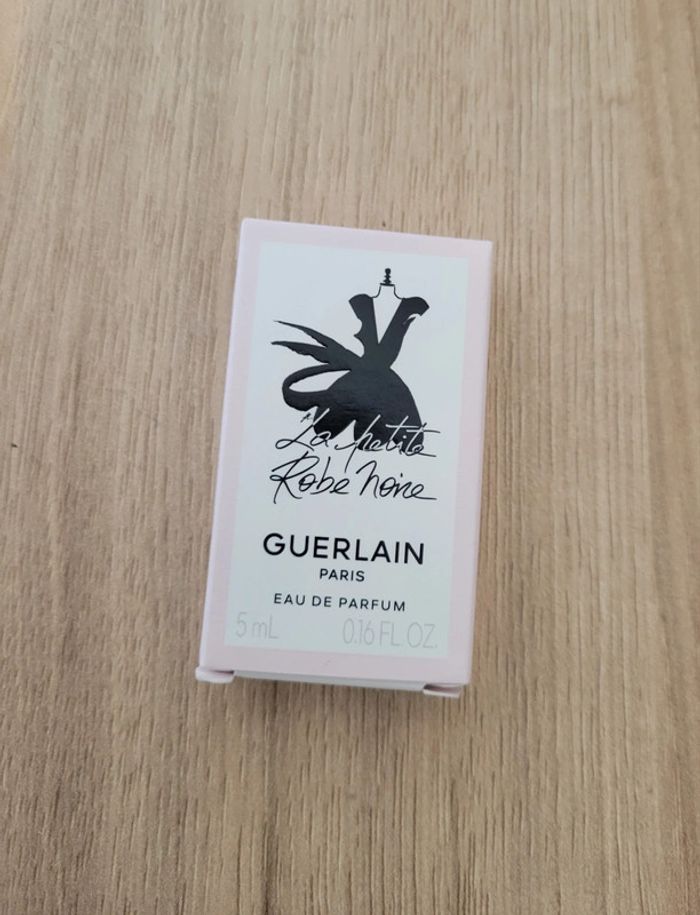 La petite
Robe noire
GUERLAIN
PARIS
EAU DE PARFUM
5 mL 0.16 FL. OZ.